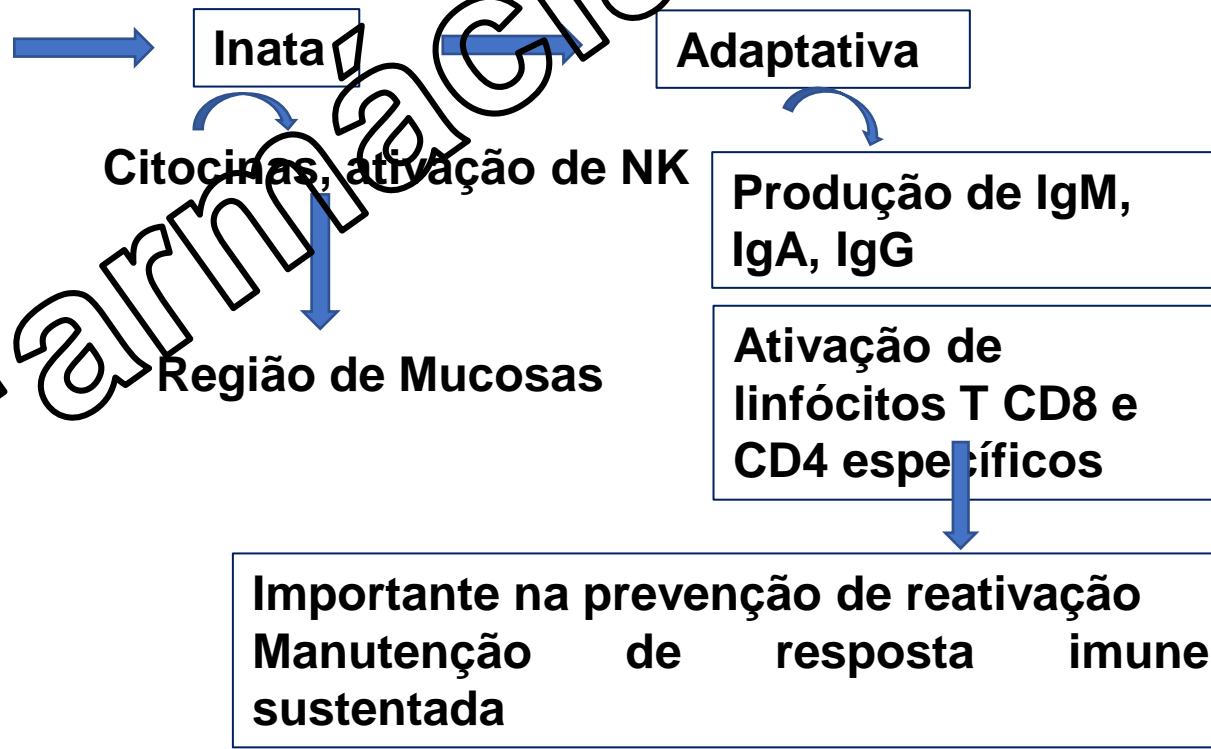 Inata
Adaptativa
Citocinas, ativação de NK
Produção de IgM,
IgA, IgG
Região de Mucosas
Ativação de
linfócitos T CD8 e
CD4 específicos
Importante na prevenção de reativação
Manutenção de resposta imune
sustentada